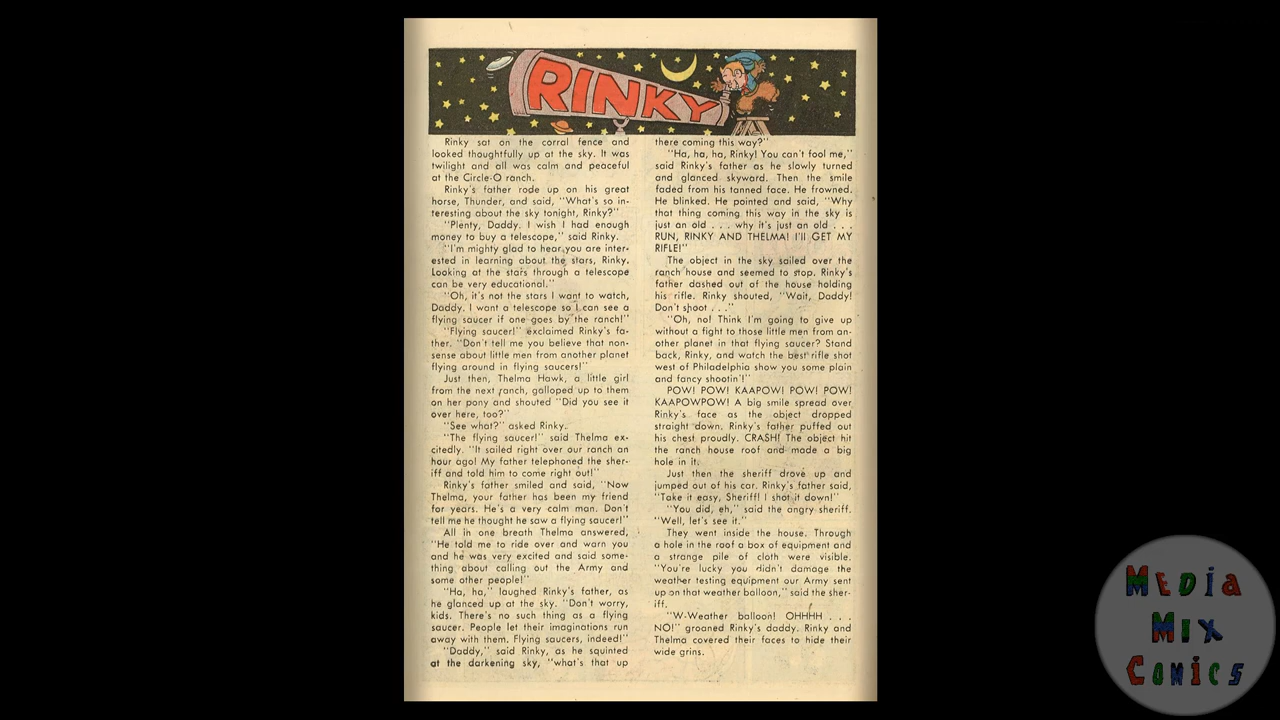 RINKY
Rinky sat on the corral fence and
looked thoughtfully up at the sky. It was
twilight and all was calm and peaceful
at the Circle-O ranch.
Rinky's father rode up on his great
horse, Thunder, and said, "What's so in-
teresting about the sky tonight, Rinky?"
"Plenty, Daddy. I wish I had enough
money to buy a telescope," said Rinky.
"I'm mighty glad to hear you are inter-
ested in learning about the stars, Rinky.
Looking at the stars through a telescope
can be very educational."
"Oh, it's not the stars I want to watch,
Daddy. I want a telescope so I can see a
flying saucer if one goes by the ranch!"
"Flying saucer!" exclaimed Rinky's fa-
ther. "Don't tell me you believe that non-
sense about little men from another planet
flying around in flying saucers!"
Just then, Thelma Hawk, a little girl
from the next ranch, galloped up to them
on her pony and shouted "Did you see it
over here, too?"
"See what?" asked Rinky.
"The flying saucer!" said Thelma ex-
citedly. "It sailed right over our ranch an
hour ago! My father telephoned the sher-
iff and told him to come right out!"
Rinky's father smiled and said, "Now
Thelma, your father has been my friend
for years. He's a very calm man. Don't
tell me he thought he saw a flying saucer!"
All in one breath Thelma answered,
"He told me to ride over and warn you
and he was very excited and said some-
thing about calling out the Army and
some other people!"
"Ha, ha," laughed Rinky's father, as
he glanced up at the sky. "Don't worry,
kids. There's no such thing as a flying
saucer. People let their imaginations run
away with them. Flying saucers, indeed!"
"Daddy," said Rinky, as he squinted
at the darkening sky, "what's that up
there coming this way?"
"Ha, ha, ha, Rinky! You can't fool me,"
said Rinky's father as he slowly turned
and glanced skyward. Then the smile
faded from his tanned face. He frowned.
He blinked. He pointed and said, "Why
that thing coming this way in the sky is
just an old . . . why it's just an old . . .
RUN, RINKY AND THELMA! I'll GET MY
RIFLE!"
The object in the sky sailed over the
ranch house and seemed to stop. Rinky's
father dashed out of the house holding
his rifle. Rinky shouted, "Wait, Daddy!
Don't shoot . . ."
"Oh, no! Think I'm going to give up
without a fight to those little men from an-
other planet in that flying saucer? Stand
back, Rinky, and watch the best rifle shot
west of Philadelphia show you some plain
and fancy shootin'!"
POW! POW! KAAPOW! POW! POW!
KAAPOWPOW! A big smile spread over
Rinky's face as the object dropped
straight down. Rinky's father puffed out
his chest proudly. CRASH! The object hit
the ranch house roof and made a big
hole in it.
Just then the sheriff drove up and
jumped out of his car. Rinky's father said,
"Take it easy, Sheriff! I shot it down!"
"You did, eh," said the angry sheriff.
"Well, let's see it."
They went inside the house. Through
a hole in the roof a box of equipment and
a strange pile of cloth were visible.
"You're lucky you didn't damage the
weather testing equipment our Army sent
up on that weather balloon," said the sher-
iff.
"W-Weather balloon! OHHHH . . .
NO!" groaned Rinky's daddy. Rinky and
Thelma covered their faces to hide their
wide grins.
MEDIA
MIX
COMICS